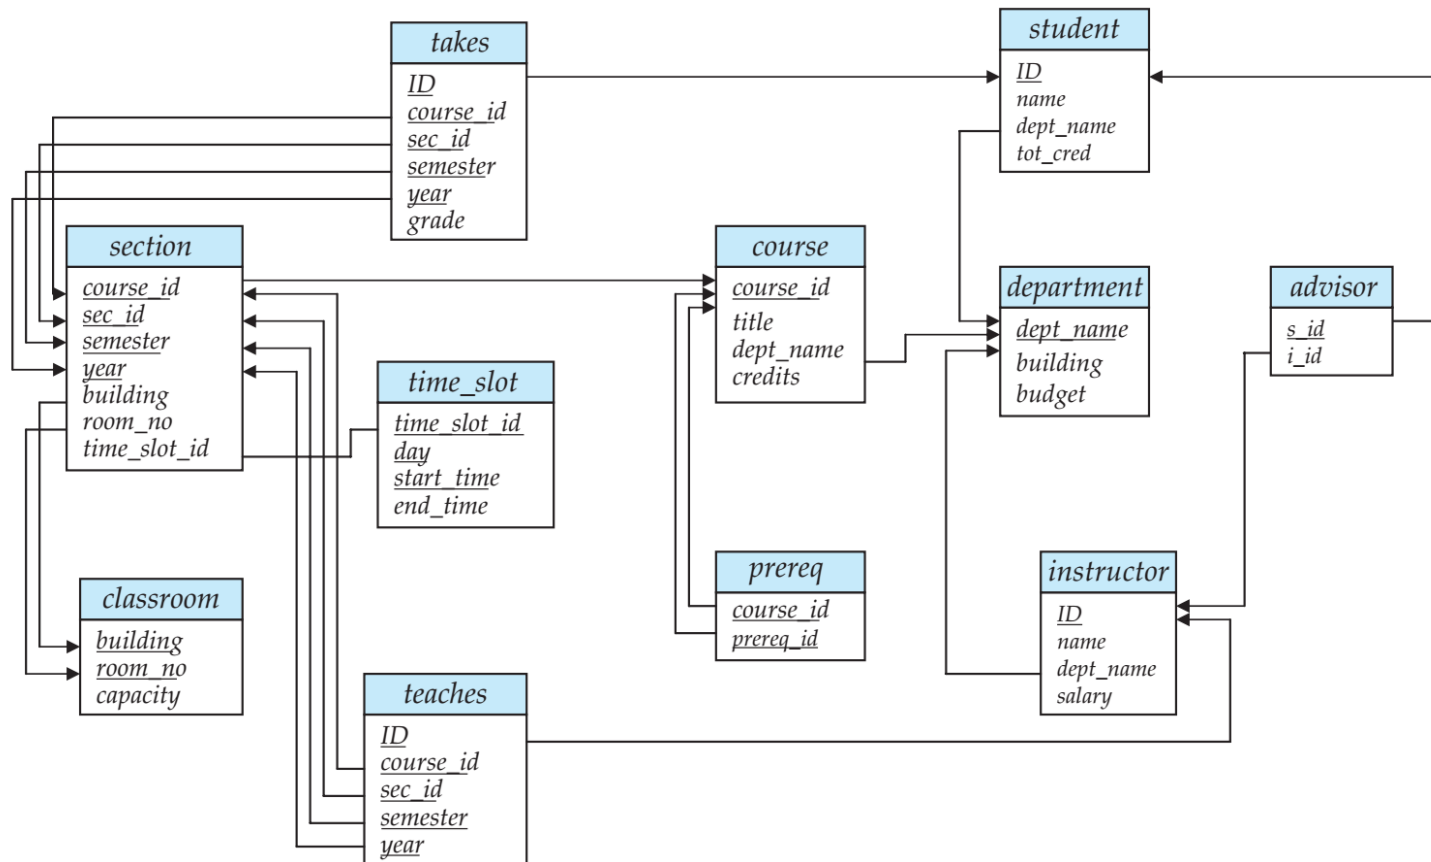 takes
ID
course_id
sec_id
semester
year
grade
student
ID
name
dept_name
tot_cred
section
course_id
sec_id
semester
year
building
room_no
time_slot_id
course
course_id
title
dept_name
credits
department
dept_name
building
budget
advisor
s_id
i_id
time_slot
time_slot_id
day
start_time
end_time
classroom
building
room_no
capacity
prereq
course_id
prereq_id
instructor
ID
name
dept_name
salary
teaches
ID
course_id
sec_id
semester
year